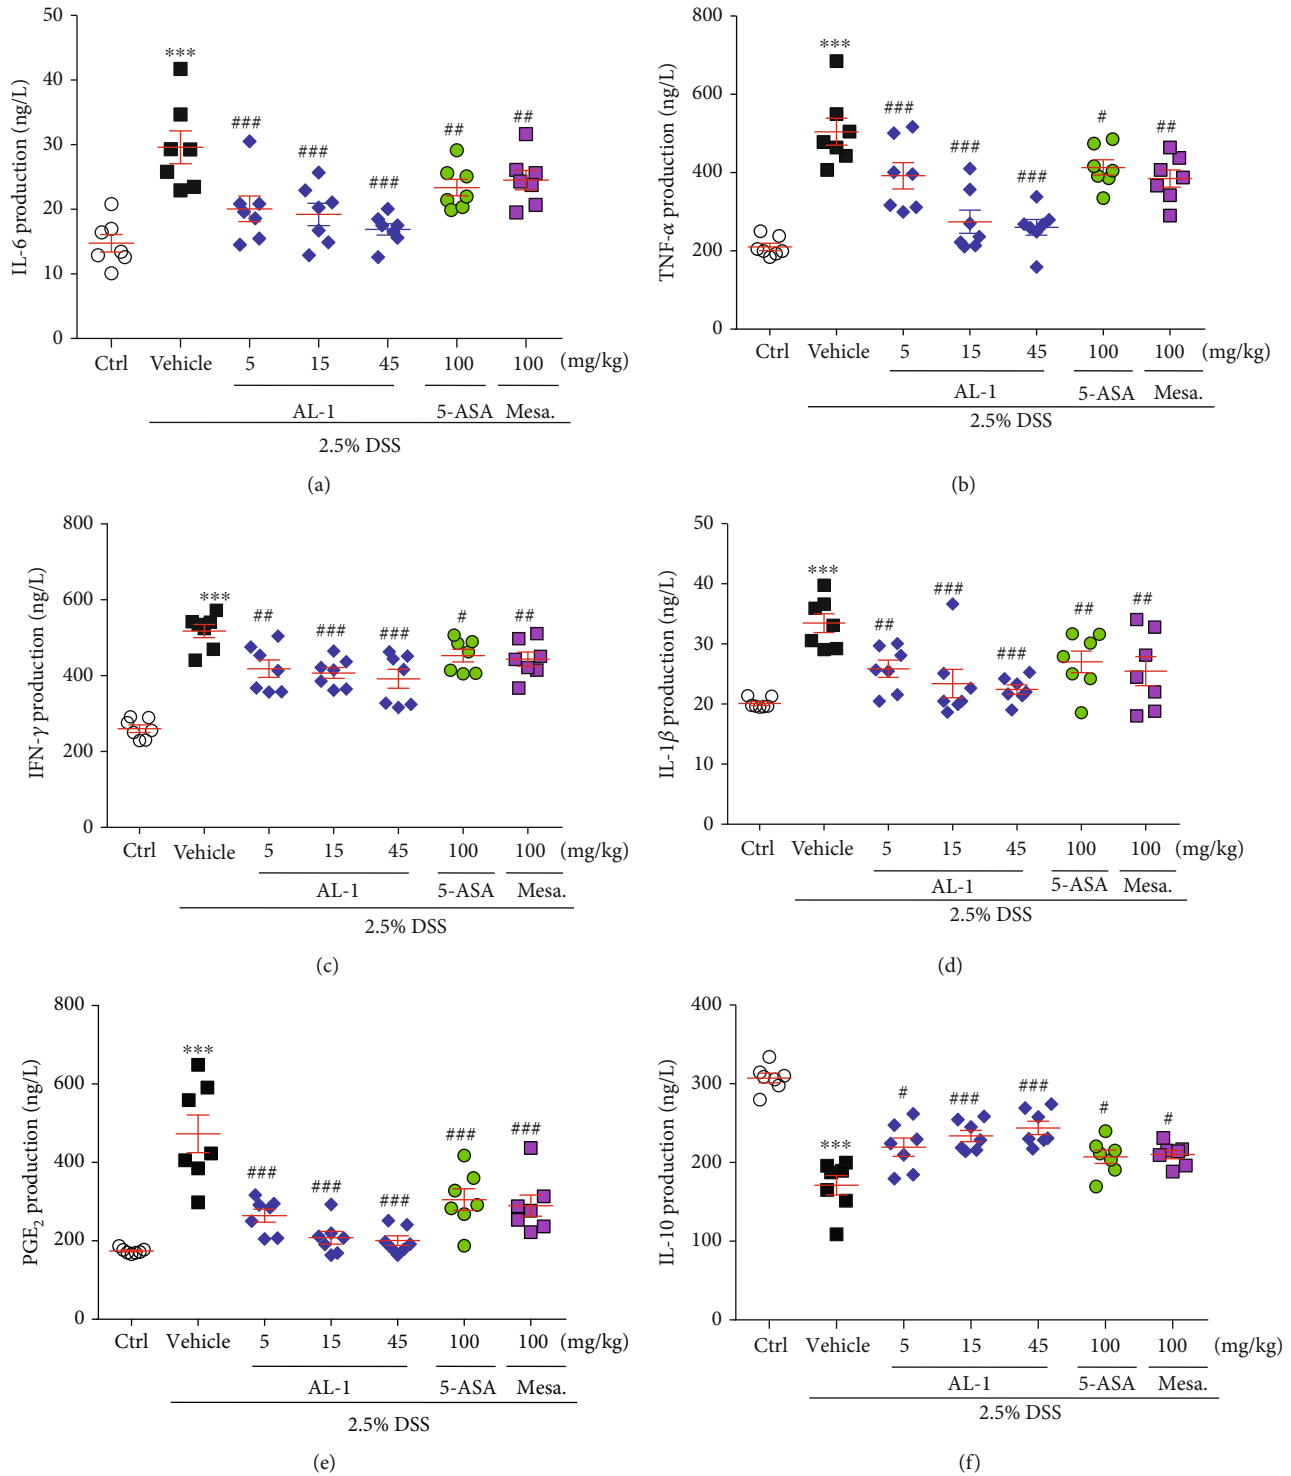 IL-6 production (ng/L)
50
40
30
20
10
0
***
###
###
###
##
##
Ctrl Vehicle 5 15 45 100 100 (mg/kg)
AL-1 5-ASA Mesa.
2.5% DSS
(a)
TNF-α production (ng/L)
800
600
400
200
0
***
###
###
###
#
##
Ctrl Vehicle 5 15 45 100 100 (mg/kg)
AL-1 5-ASA Mesa.
2.5% DSS
(b)
IFN-γ production (ng/L)
800
600
400
200
0
***
##
###
###
#
##
Ctrl Vehicle 5 15 45 100 100 (mg/kg)
AL-1 5-ASA Mesa.
2.5% DSS
(c)
IL-1β production (ng/L)
50
40
30
20
10
0
***
##
###
###
##
##
Ctrl Vehicle 5 15 45 100 100 (mg/kg)
AL-1 5-ASA Mesa.
2.5% DSS
(d)
PGE₂ production (ng/L)
800
600
400
200
0
***
###
###
###
###
###
Ctrl Vehicle 5 15 45 100 100 (mg/kg)
AL-1 5-ASA Mesa.
2.5% DSS
(e)
IL-10 production (ng/L)
400
300
200
100
0
***
#
###
###
#
#
Ctrl Vehicle 5 15 45 100 100 (mg/kg)
AL-1 5-ASA Mesa.
2.5% DSS
(f)